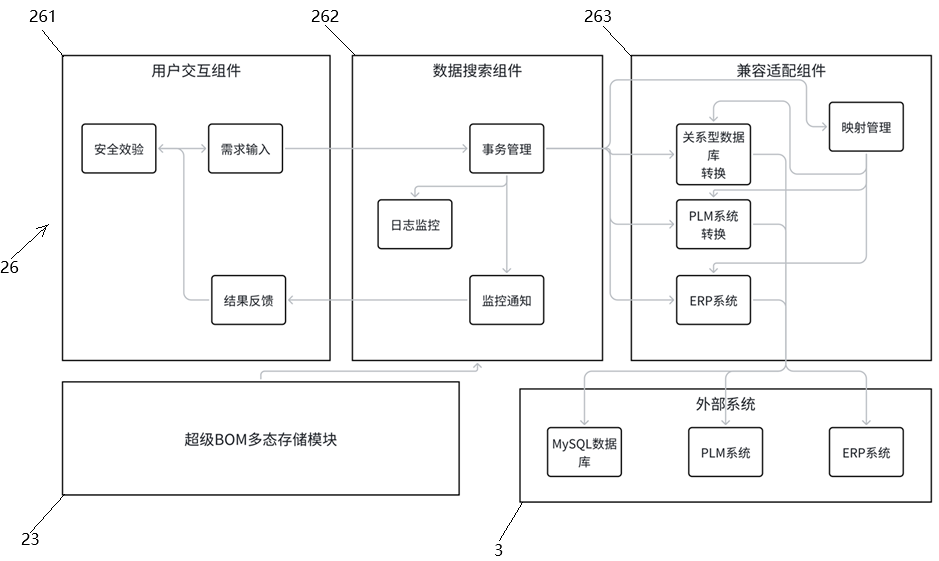 261
262
263
用户交互组件
数据搜索组件
兼容适配组件
安全效验
需求输入
事务管理
关系型数据
库
转换
映射管理
日志监控
PLM系统
转换
26
结果反馈
监控通知
ERP系统
超级BOM多态存储模块
外部系统
MySQL数据
库
PLM系统
ERP系统
23
3